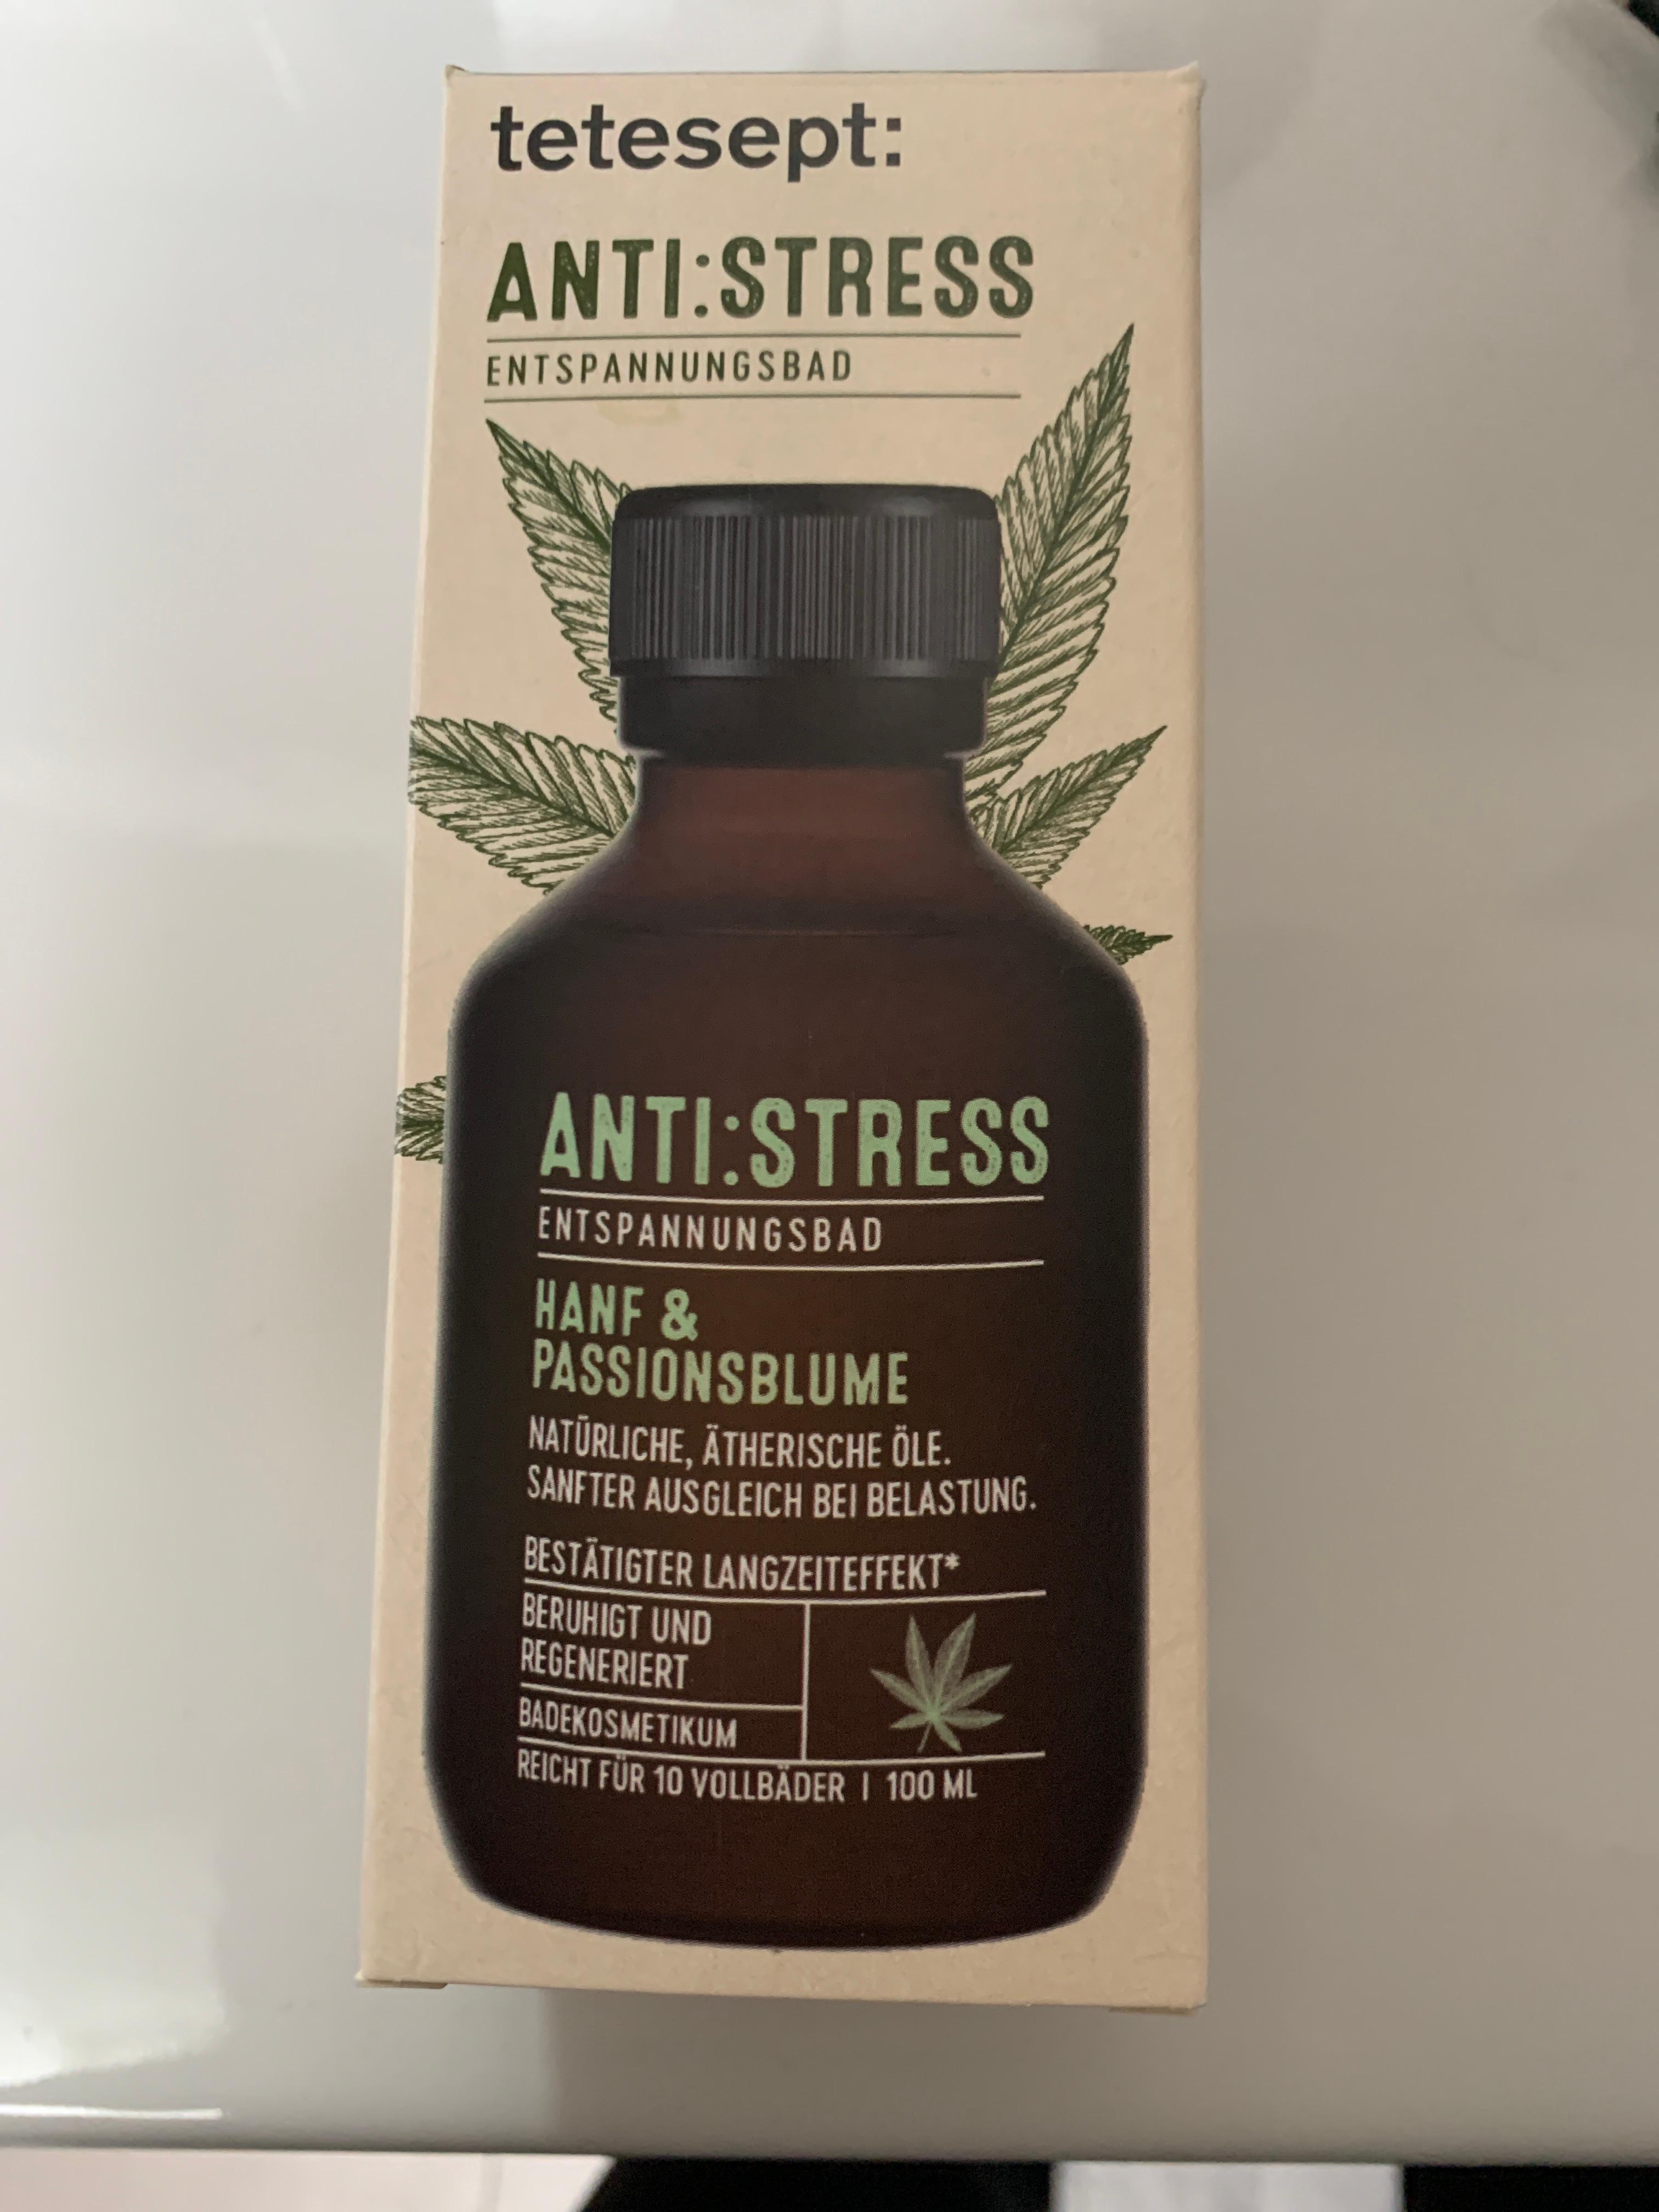 tetesept:
ANTI:STRESS
ENTSPANNUNGSBAD
ANTI:STRESS
ENTSPANNUNGSBAD
HANF &
PASSIONSBLUME
NATÜRLICHE, ÄTHERISCHE ÖLE.
SANFTER AUSGLEICH BEI BELASTUNG.
BESTÄTIGTER LANGZEITEFFEKT*
BERUHIGT UND
REGENERIERT
BADEKOSMETIKUM
REICHT FÜR 10 VOLLBÄDER | 100 ML